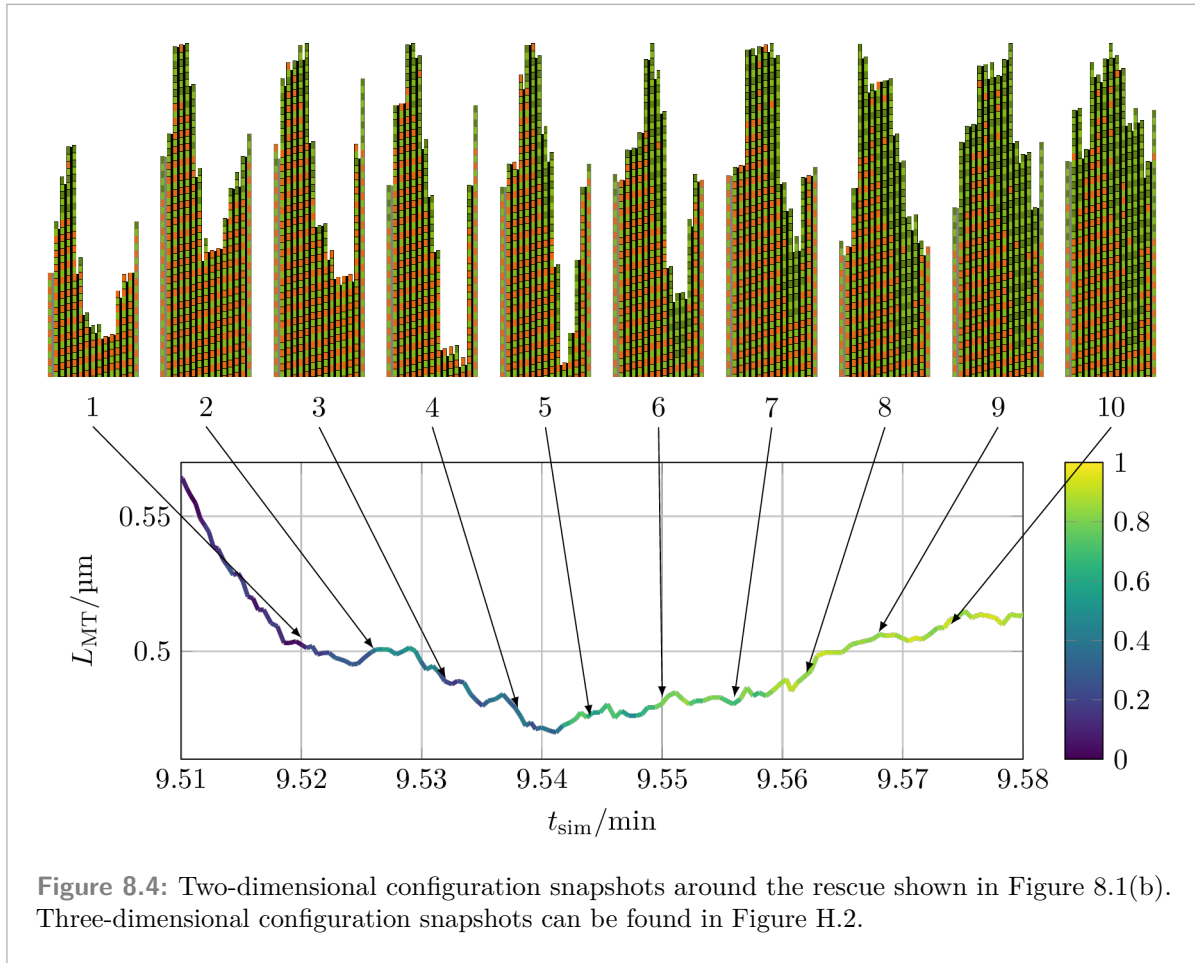 1 2 3 4 5 6 7 8 9 10
0.55
0.5
L_MT/µm
9.51 9.52 9.53 9.54 9.55 9.56 9.57 9.58
t_sim/min
1
0.8
0.6
0.4
0.2
0
Figure 8.4: Two-dimensional configuration snapshots around the rescue shown in Figure 8.1(b).
Three-dimensional configuration snapshots can be found in Figure H.2.